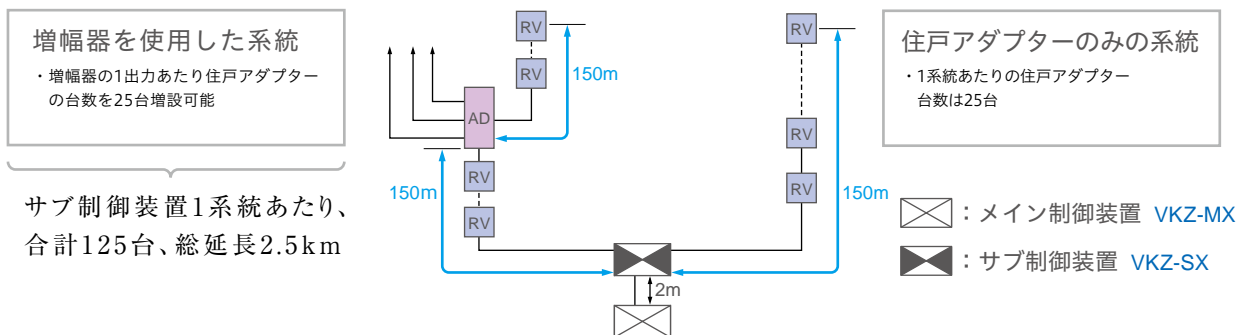 増幅器を使用した系統
・増幅器の1出力あたり住戸アダプター
の台数を25台増設可能
サブ制御装置1系統あたり、
合計125台、総延長2.5km
RV
RV
150m
AD
RV
150m
RV
RV
RV
RV
150m
2m
住戸アダプターのみの系統
・1系統あたりの住戸アダプター
台数は25台
：メイン制御装置 VKZ-MX
：サブ制御装置 VKZ-SX